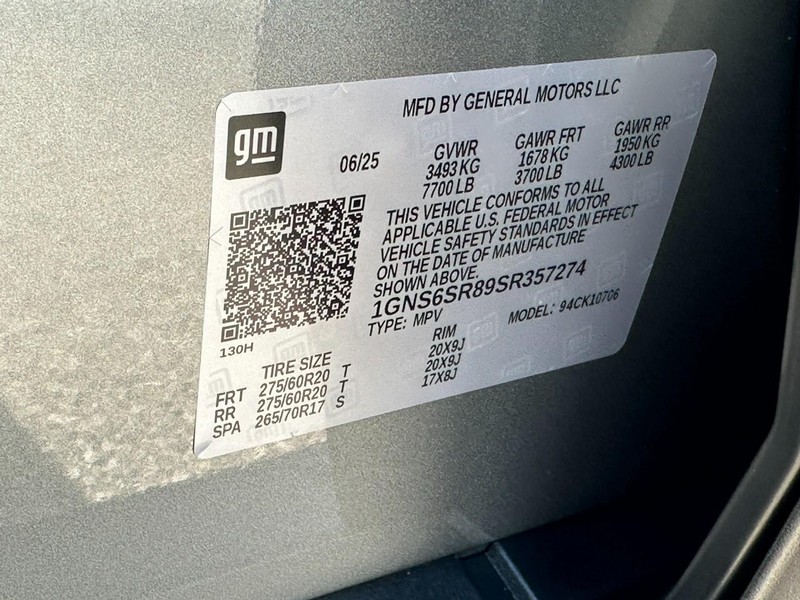 MFD BY GENERAL MOTORS LLC
gm
06/25 GVWR GAWR FRT GAWR RR
3493 KG 1678 KG 1950 KG
7700 LB 3700 LB 4300 LB
THIS VEHICLE CONFORMS TO ALL
APPLICABLE U.S. FEDERAL MOTOR
VEHICLE SAFETY STANDARDS IN EFFECT
ON THE DATE OF MANUFACTURE
SHOWN ABOVE.
1GNS6SR89SR357274
TYPE: MPV MODEL: 94CK10706
130H
TIRE SIZE RIM
FRT 275/60R20 T 20X9J
RR 275/60R20 T 20X9J
SPA 265/70R17 S 17X8J